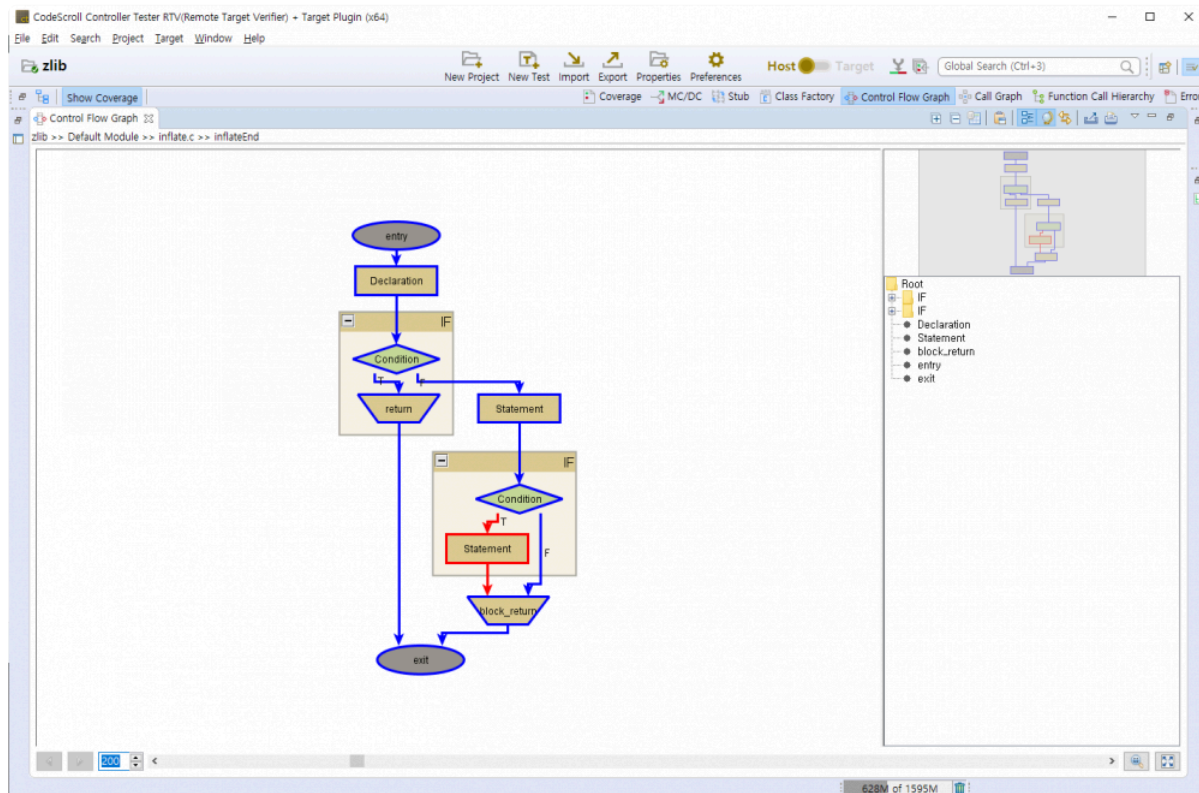 CodeScroll Controller Tester RTV(Remote Target Verifier) + Target Plugin (x64)
File Edit Search Project Target Window Help
zlib
New Project New Test Import Export Properties Preferences
Host Target
Global Search (Ctrl+3)
Show Coverage
Coverage MC/DC Stub Class Factory Control Flow Graph Call Graph Function Call Hierarchy Erro
Control Flow Graph
zlib >> Default Module >> inflate.c >> inflateEnd
entry
Declaration
IF
Condition
T F
return
Statement
IF
Condition
T
Statement
F
block_return
exit
Root
IF
IF
Declaration
Statement
block_return
entry
exit
200
628M of 1595M